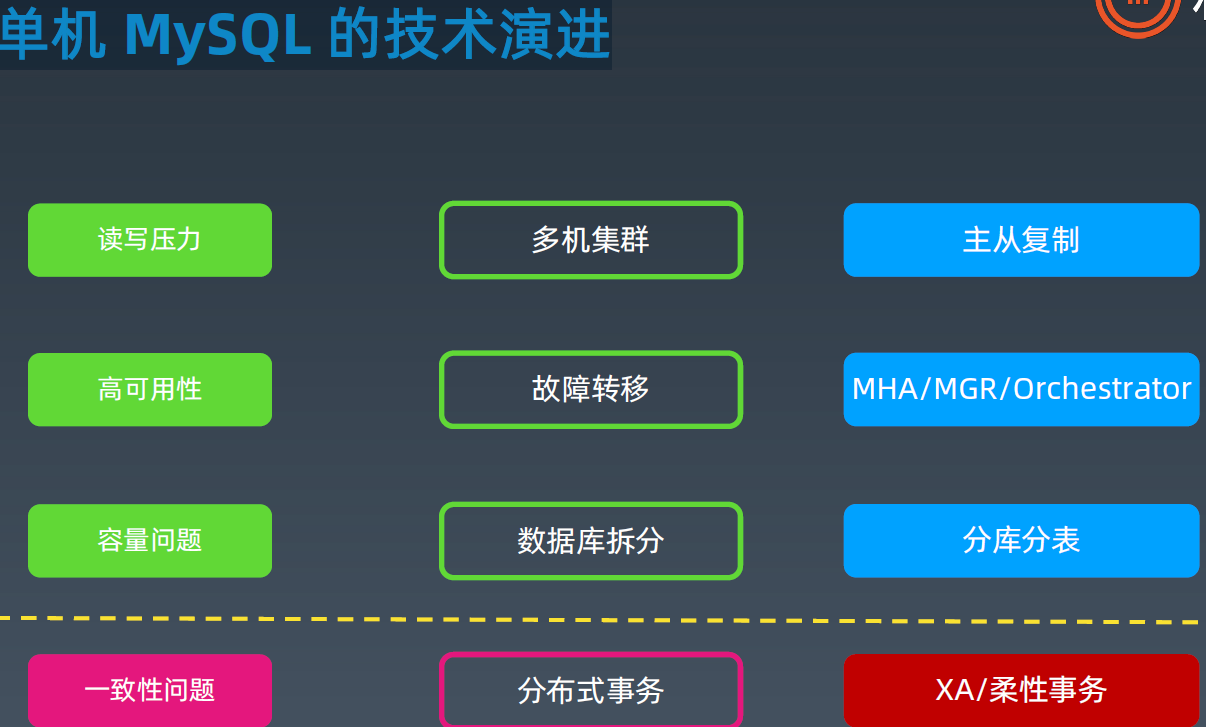 单机 MySQL 的技术演进
读写压力 多机集群 主从复制
高可用性 故障转移 MHA/MGR/Orchestrator
容量问题 数据库拆分 分库分表
一致性问题 分布式事务 XA/柔性事务